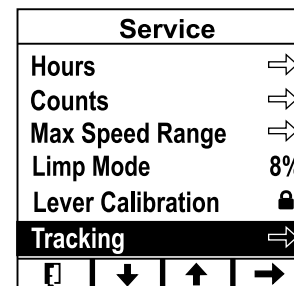 Service
Hours
Counts
Max Speed Range
Limp Mode 8%
Lever Calibration
Tracking